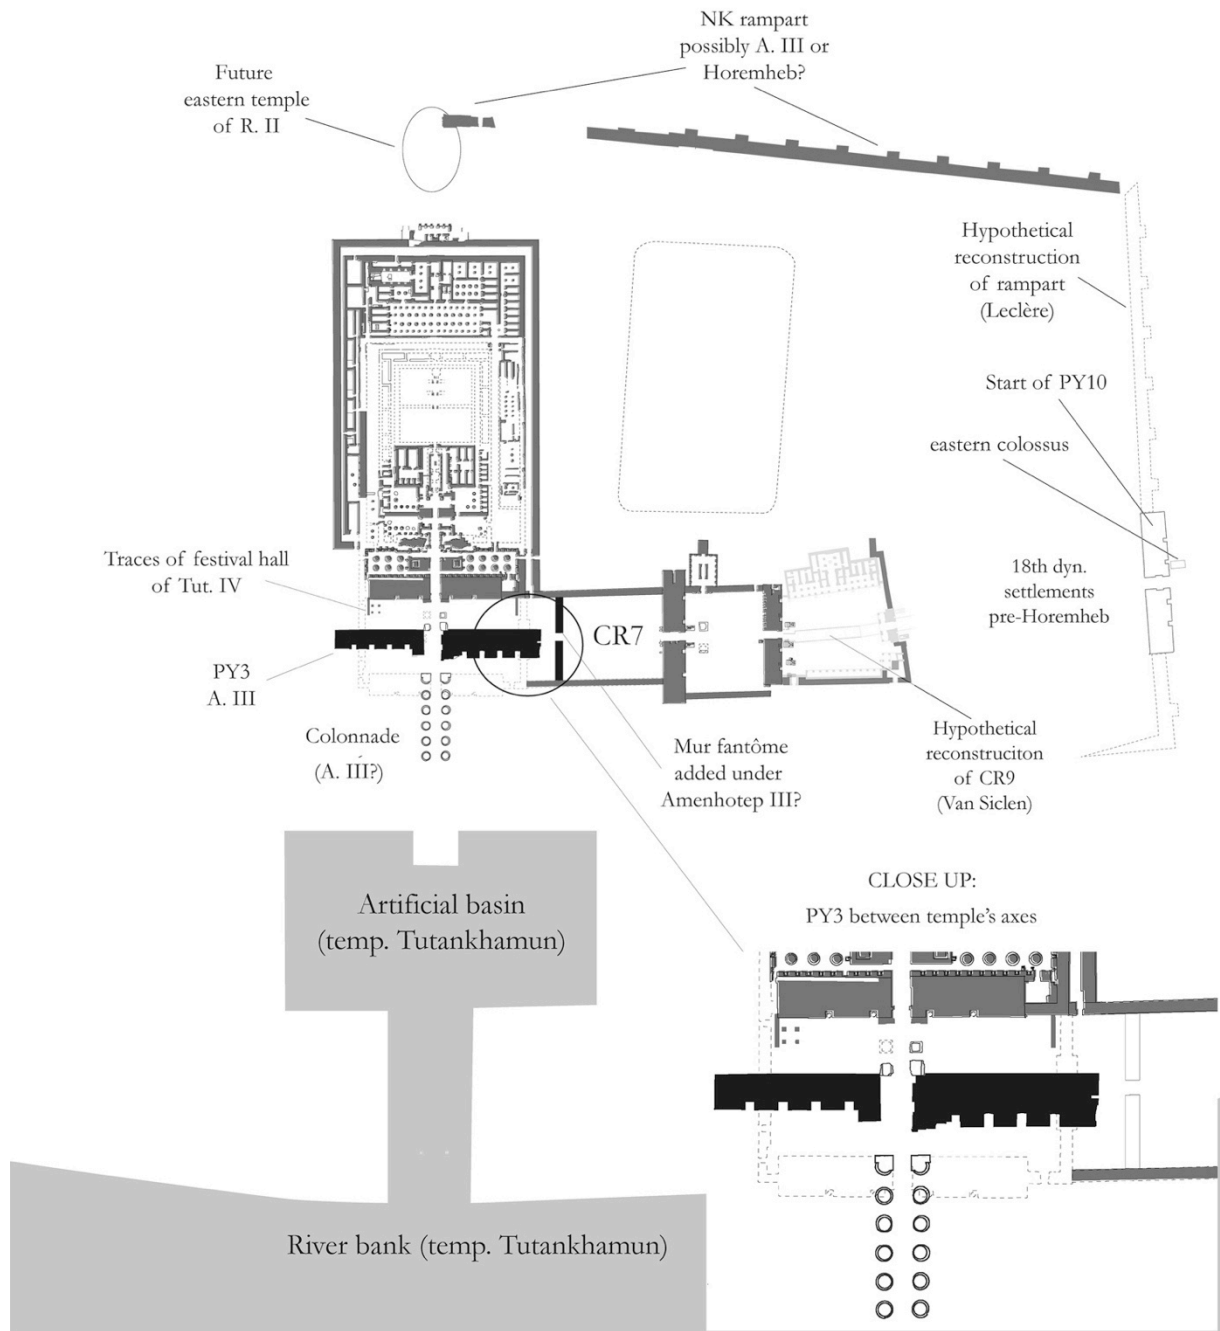 NK rampart
possibly A. III or
Horemheb?
Future
eastern temple
of R. II
Hypothetical
reconstruction
of rampart
(Leclère)
Start of PY10
eastern colossus
Traces of festival hall
of Tut. IV
18th dyn.
settlements
pre-Horemheb
CR7
PY3
A. III
Colonnade
(A. III?)
Mur fantôme
added under
Amenhotep III?
Hypothetical
reconstruciton
of CR9
(Van Siclen)
Artificial basin
(temp. Tutankhamun)
CLOSE UP:
PY3 between temple's axes
River bank (temp. Tutankhamun)